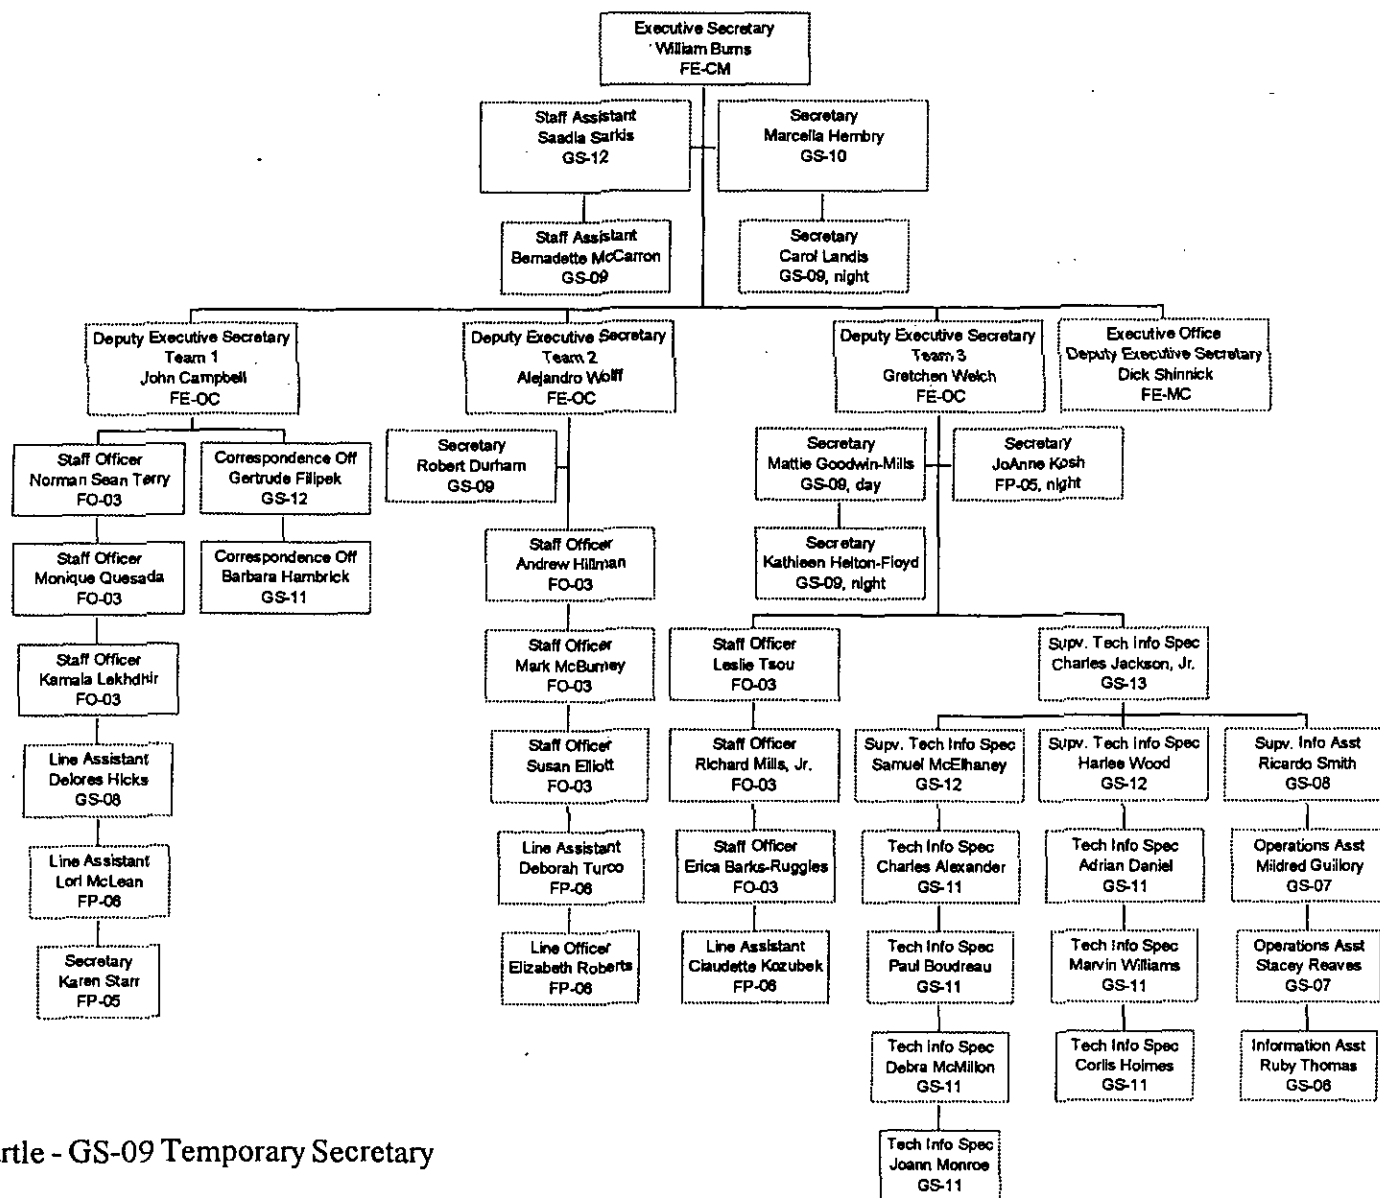 Executive Secretary
William Burns
FE-CM
Staff Assistant
Saadia Sarkis
GS-12
Secretary
Marcella Hembry
GS-10
Staff Assistant
Bernadette McCarron
GS-09
Secretary
Carol Landis
GS-09, night
Deputy Executive Secretary
Team 1
John Campbell
FE-OC
Deputy Executive Secretary
Team 2
Alejandro Wolff
FE-OC
Deputy Executive Secretary
Team 3
Gretchen Welch
FE-OC
Executive Office
Deputy Executive Secretary
Dick Shinnick
FE-MC
Staff Officer
Norman Sean Terry
FO-03
Correspondence Off
Gertrude Filipek
GS-12
Secretary
Robert Durham
GS-09
Secretary
Mattie Goodwin-Mills
GS-09, day
Secretary
JoAnne Kosh
FP-05, night
Staff Officer
Monique Quesada
FO-03
Correspondence Off
Barbara Hambrick
GS-11
Staff Officer
Andrew Hillman
FO-03
Secretary
Kathleen Helton-Floyd
GS-09, night
Staff Officer
Kamala Lakhdhir
FO-03
Staff Officer
Mark McBurney
FO-03
Staff Officer
Leslie Tsou
FO-03
Supv. Tech Info Spec
Charles Jackson, Jr.
GS-13
Line Assistant
Delores Hicks
GS-08
Staff Officer
Susan Elliott
FO-03
Staff Officer
Richard Mills, Jr.
FO-03
Supv. Tech Info Spec
Samuel McElhaney
GS-12
Supv. Tech Info Spec
Harlee Wood
GS-12
Supv. Info Asst
Ricardo Smith
GS-08
Line Assistant
Lori McLean
FP-06
Line Assistant
Deborah Turco
FP-06
Staff Officer
Erica Barks-Ruggles
FO-03
Tech Info Spec
Charles Alexander
GS-11
Tech Info Spec
Adrian Daniel
GS-11
Operations Asst
Mildred Guillory
GS-07
Secretary
Karen Starr
FP-05
Line Officer
Elizabeth Roberts
FP-06
Line Assistant
Claudette Kozubek
FP-06
Tech Info Spec
Paul Boudreau
GS-11
Tech Info Spec
Marvin Williams
GS-11
Operations Asst
Stacey Reaves
GS-07
Tech Info Spec
Debra McMillon
GS-11
Tech Info Spec
Corlis Holmes
GS-11
Information Asst
Ruby Thomas
GS-06
Tech Info Spec
Joann Monroe
GS-11
rtle - GS-09 Temporary Secretary